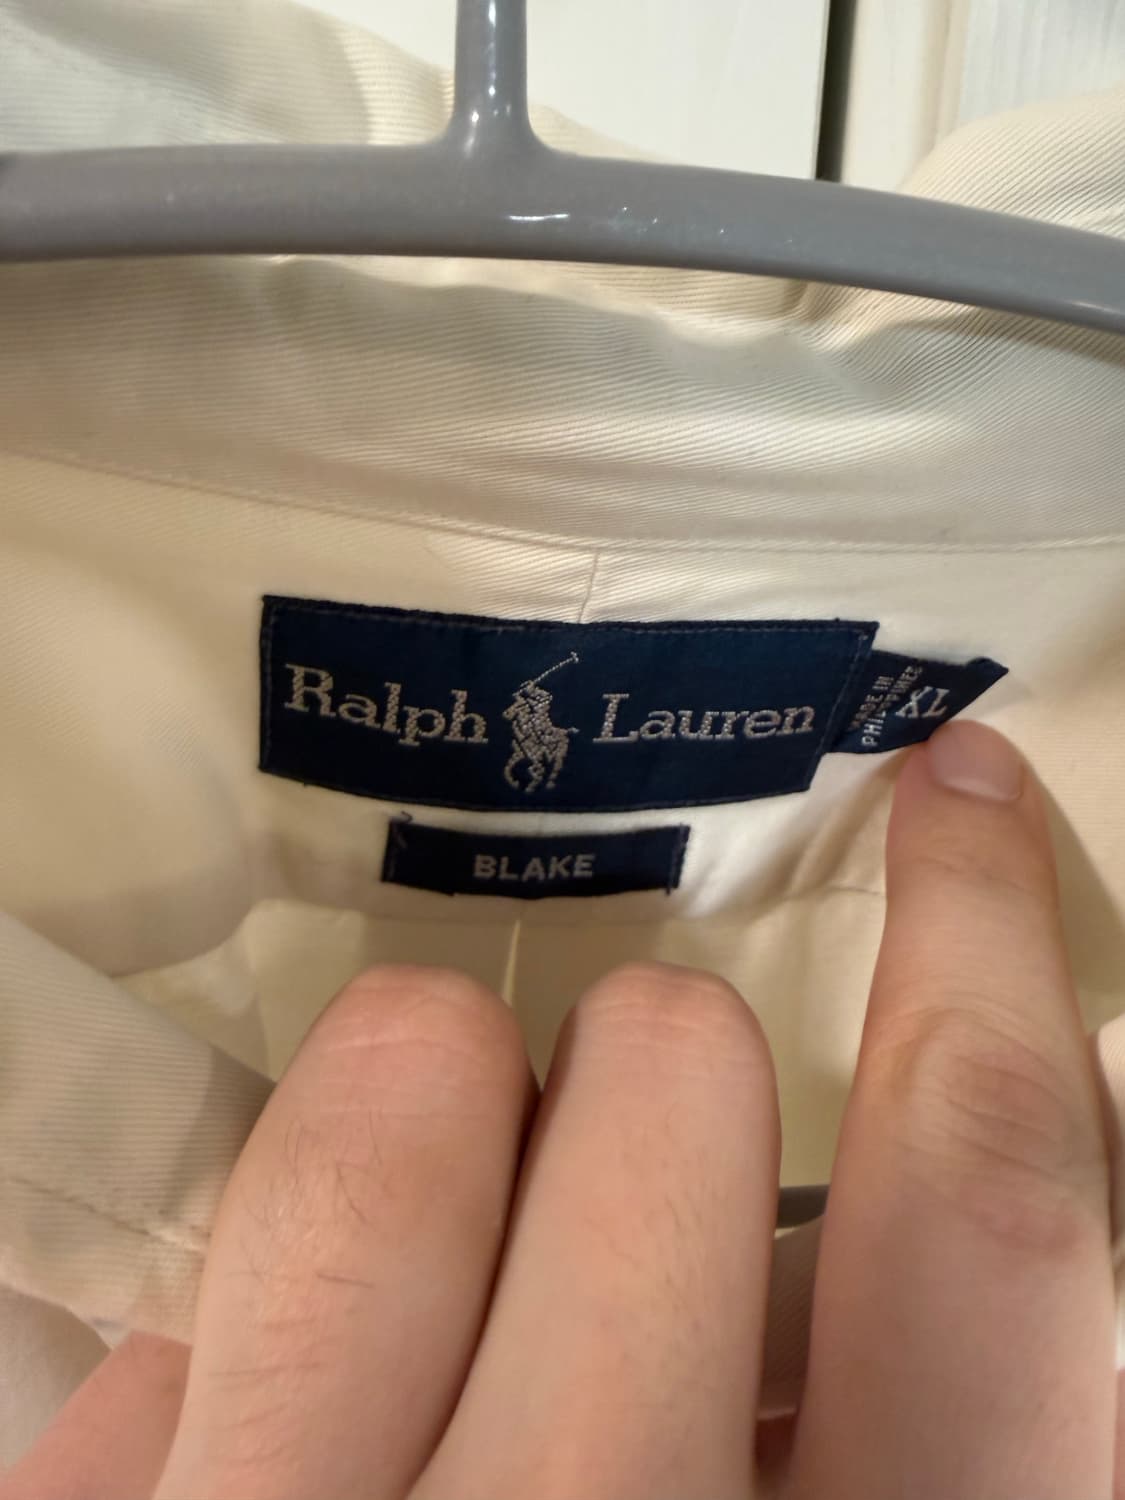 Ralph Lauren
MADE IN
PHILIPPINES
XL
BLAKE